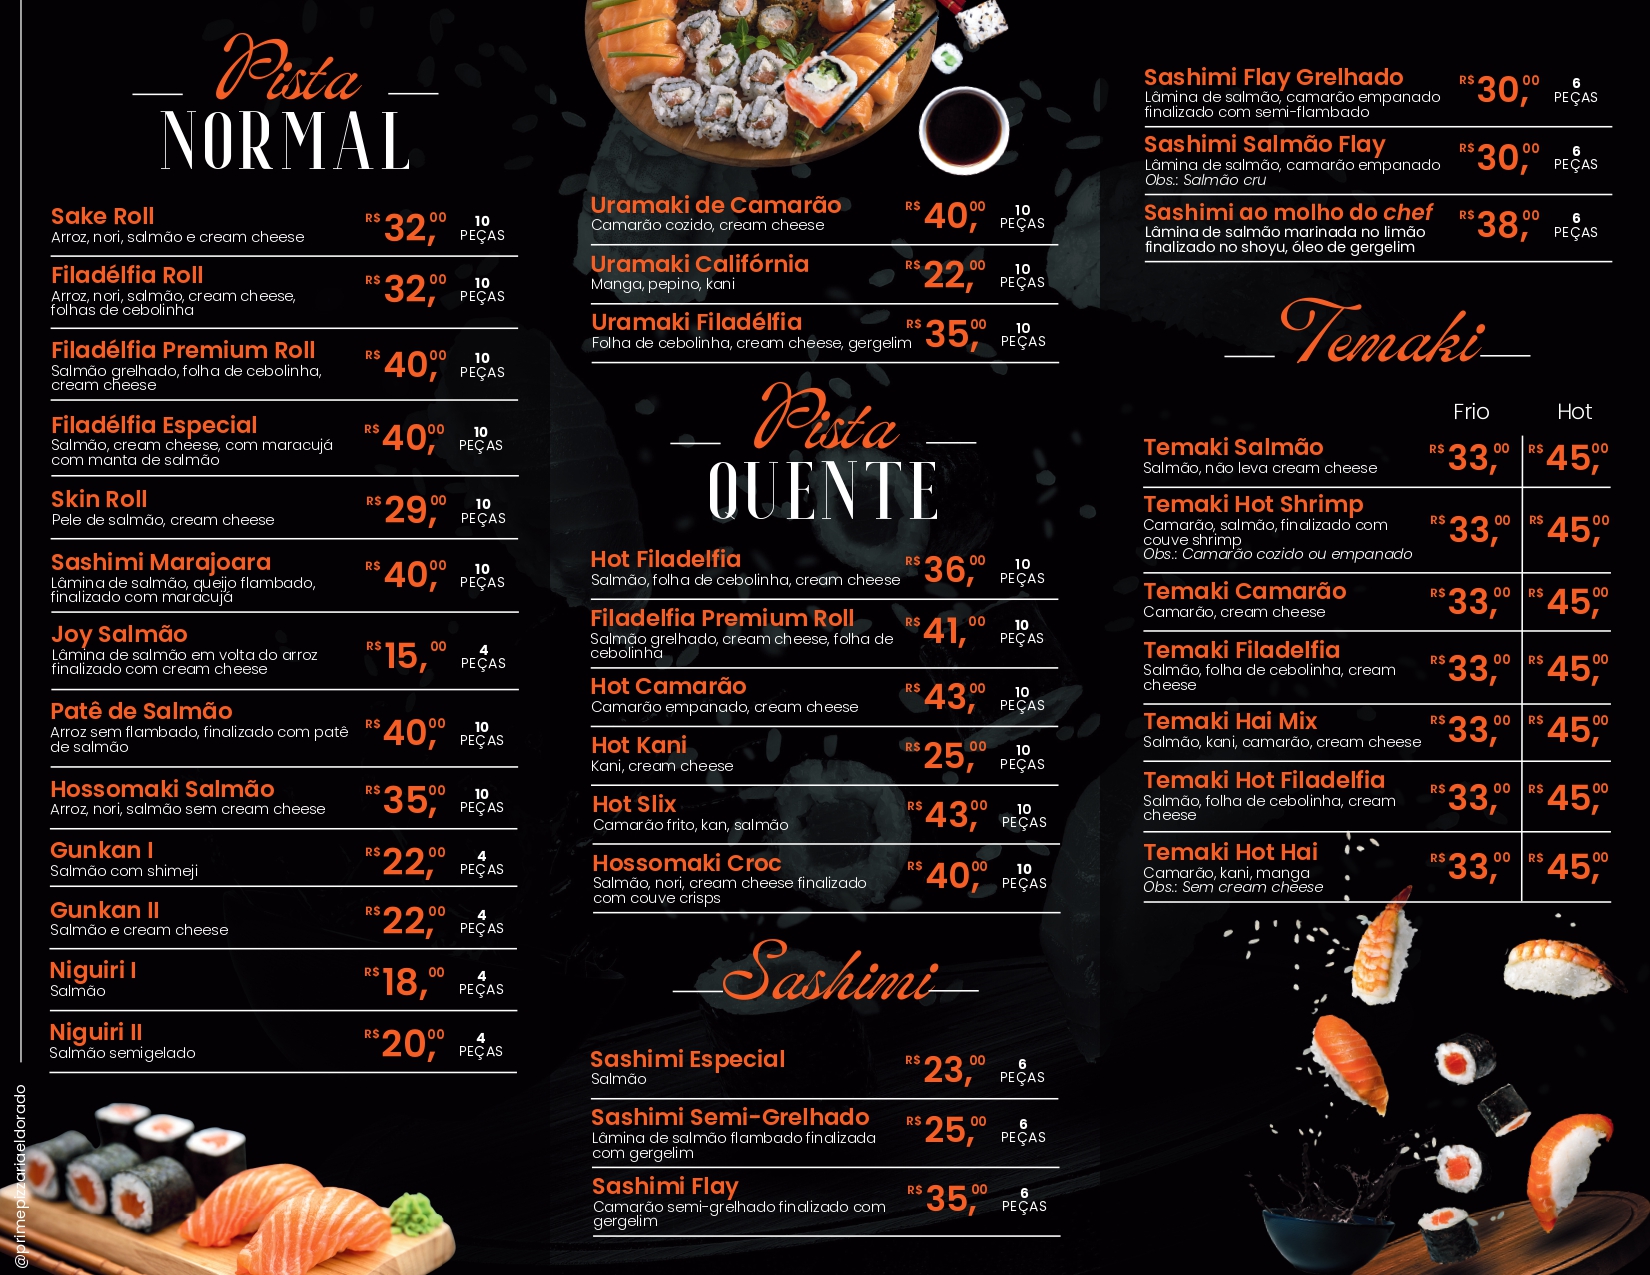 Pista
NORMAL
Sake Roll
Arroz, nori, salmão e cream cheese
R$ 32,00
10 PEÇAS
Filadélfia Roll
Arroz, nori, salmão, cream cheese,
folhas de cebolinha
R$ 32,00
10 PEÇAS
Filadélfia Premium Roll
Salmão grelhado, folha de cebolinha,
cream cheese
R$ 40,00
10 PEÇAS
Filadélfia Especial
Salmão, cream cheese, com maracujá
com manta de salmão
R$ 40,00
10 PEÇAS
Skin Roll
Pele de salmão, cream cheese
R$ 29,00
10 PEÇAS
Sashimi Marajoara
Lâmina de salmão, queijo flambado,
finalizado com maracujá
R$ 40,00
10 PEÇAS
Joy Salmão
Lâmina de salmão em volta do arroz
finalizado com cream cheese
R$ 15,00
4 PEÇAS
Patê de Salmão
Arroz sem flambado, finalizado com patê
de salmão
R$ 40,00
10 PEÇAS
Hossomaki Salmão
Arroz, nori, salmão sem cream cheese
R$ 35,00
10 PEÇAS
Gunkan I
Salmão com shimeji
R$ 22,00
4 PEÇAS
Gunkan II
Salmão e cream cheese
R$ 22,00
4 PEÇAS
Niguiri I
Salmão
R$ 18,00
4 PEÇAS
Niguiri II
Salmão semigelado
R$ 20,00
4 PEÇAS
@primepizzariaeldorado
Uramaki de Camarão
Camarão cozido, cream cheese
R$ 40,00
10 PEÇAS
Uramaki Califórnia
Manga, pepino, kani
R$ 22,00
10 PEÇAS
Uramaki Filadélfia
Folha de cebolinha, cream cheese, gergelim
R$ 35,00
10 PEÇAS
Pista
QUENTE
Hot Filadelfia
Salmão, folha de cebolinha, cream cheese
R$ 36,00
10 PEÇAS
Filadelfia Premium Roll
Salmão grelhado, cream cheese, folha de
cebolinha
R$ 41,00
10 PEÇAS
Hot Camarão
Camarão empanado, cream cheese
R$ 43,00
10 PEÇAS
Hot Kani
Kani, cream cheese
R$ 25,00
10 PEÇAS
Hot Slix
Camarão frito, kan, salmão
R$ 43,00
10 PEÇAS
Hossomaki Croc
Salmão, nori, cream cheese finalizado
com couve crisps
R$ 40,00
10 PEÇAS
Sashimi
Sashimi Especial
Salmão
R$ 23,00
6 PEÇAS
Sashimi Semi-Grelhado
Lâmina de salmão flambado finalizada
com gergelim
R$ 25,00
6 PEÇAS
Sashimi Flay
Camarão semi-grelhado finalizado com
gergelim
R$ 35,00
6 PEÇAS
Sashimi Flay Grelhado
Lâmina de salmão, camarão empanado
finalizado com semi-flambado
R$ 30,00
6 PEÇAS
Sashimi Salmão Flay
Lâmina de salmão, camarão empanado
Obs.: Salmão cru
R$ 30,00
6 PEÇAS
Sashimi ao molho do chef
Lâmina de salmão marinada no limão
finalizado no shoyu, óleo de gergelim
R$ 38,00
6 PEÇAS
Temaki
Frio Hot
Temaki Salmão
Salmão, não leva cream cheese
R$ 33,00 R$ 45,00
Temaki Hot Shrimp
Camarão, salmão, finalizado com
couve shrimp
Obs.: Camarão cozido ou empanado
R$ 33,00 R$ 45,00
Temaki Camarão
Camarão, cream cheese
R$ 33,00 R$ 45,00
Temaki Filadelfia
Salmão, folha de cebolinha, cream
cheese
R$ 33,00 R$ 45,00
Temaki Hai Mix
Salmão, kani, camarão, cream cheese
R$ 33,00 R$ 45,00
Temaki Hot Filadelfia
Salmão, folha de cebolinha, cream
cheese
R$ 33,00 R$ 45,00
Temaki Hot Hai
Camarão, kani, manga
Obs.: Sem cream cheese
R$ 33,00 R$ 45,00